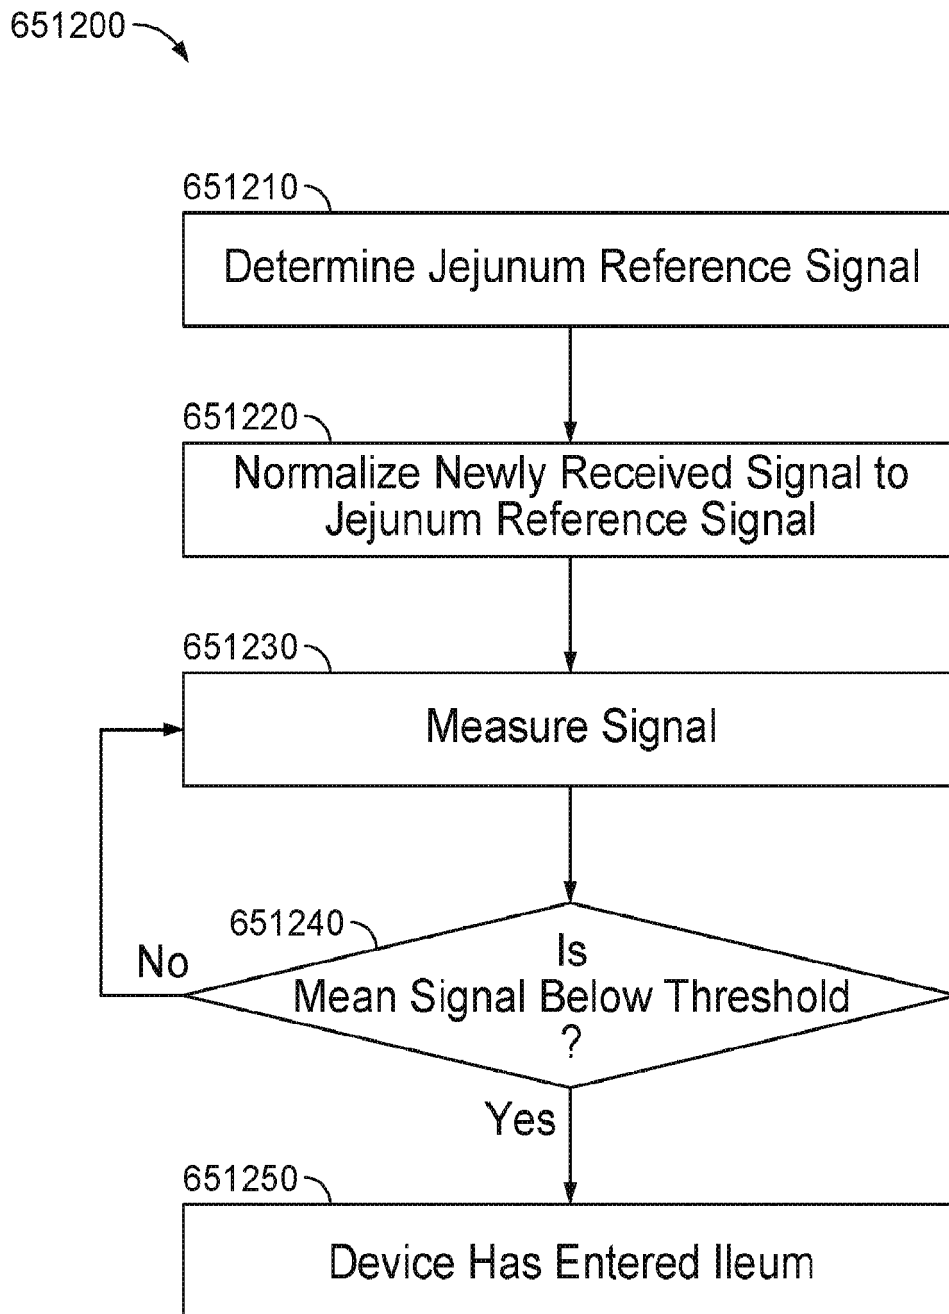 651200
651210
Determine Jejunum Reference Signal
651220
Normalize Newly Received Signal to
Jejunum Reference Signal
651230
Measure Signal
651240
No
Is
Mean Signal Below Threshold
?
Yes
651250
Device Has Entered Ileum